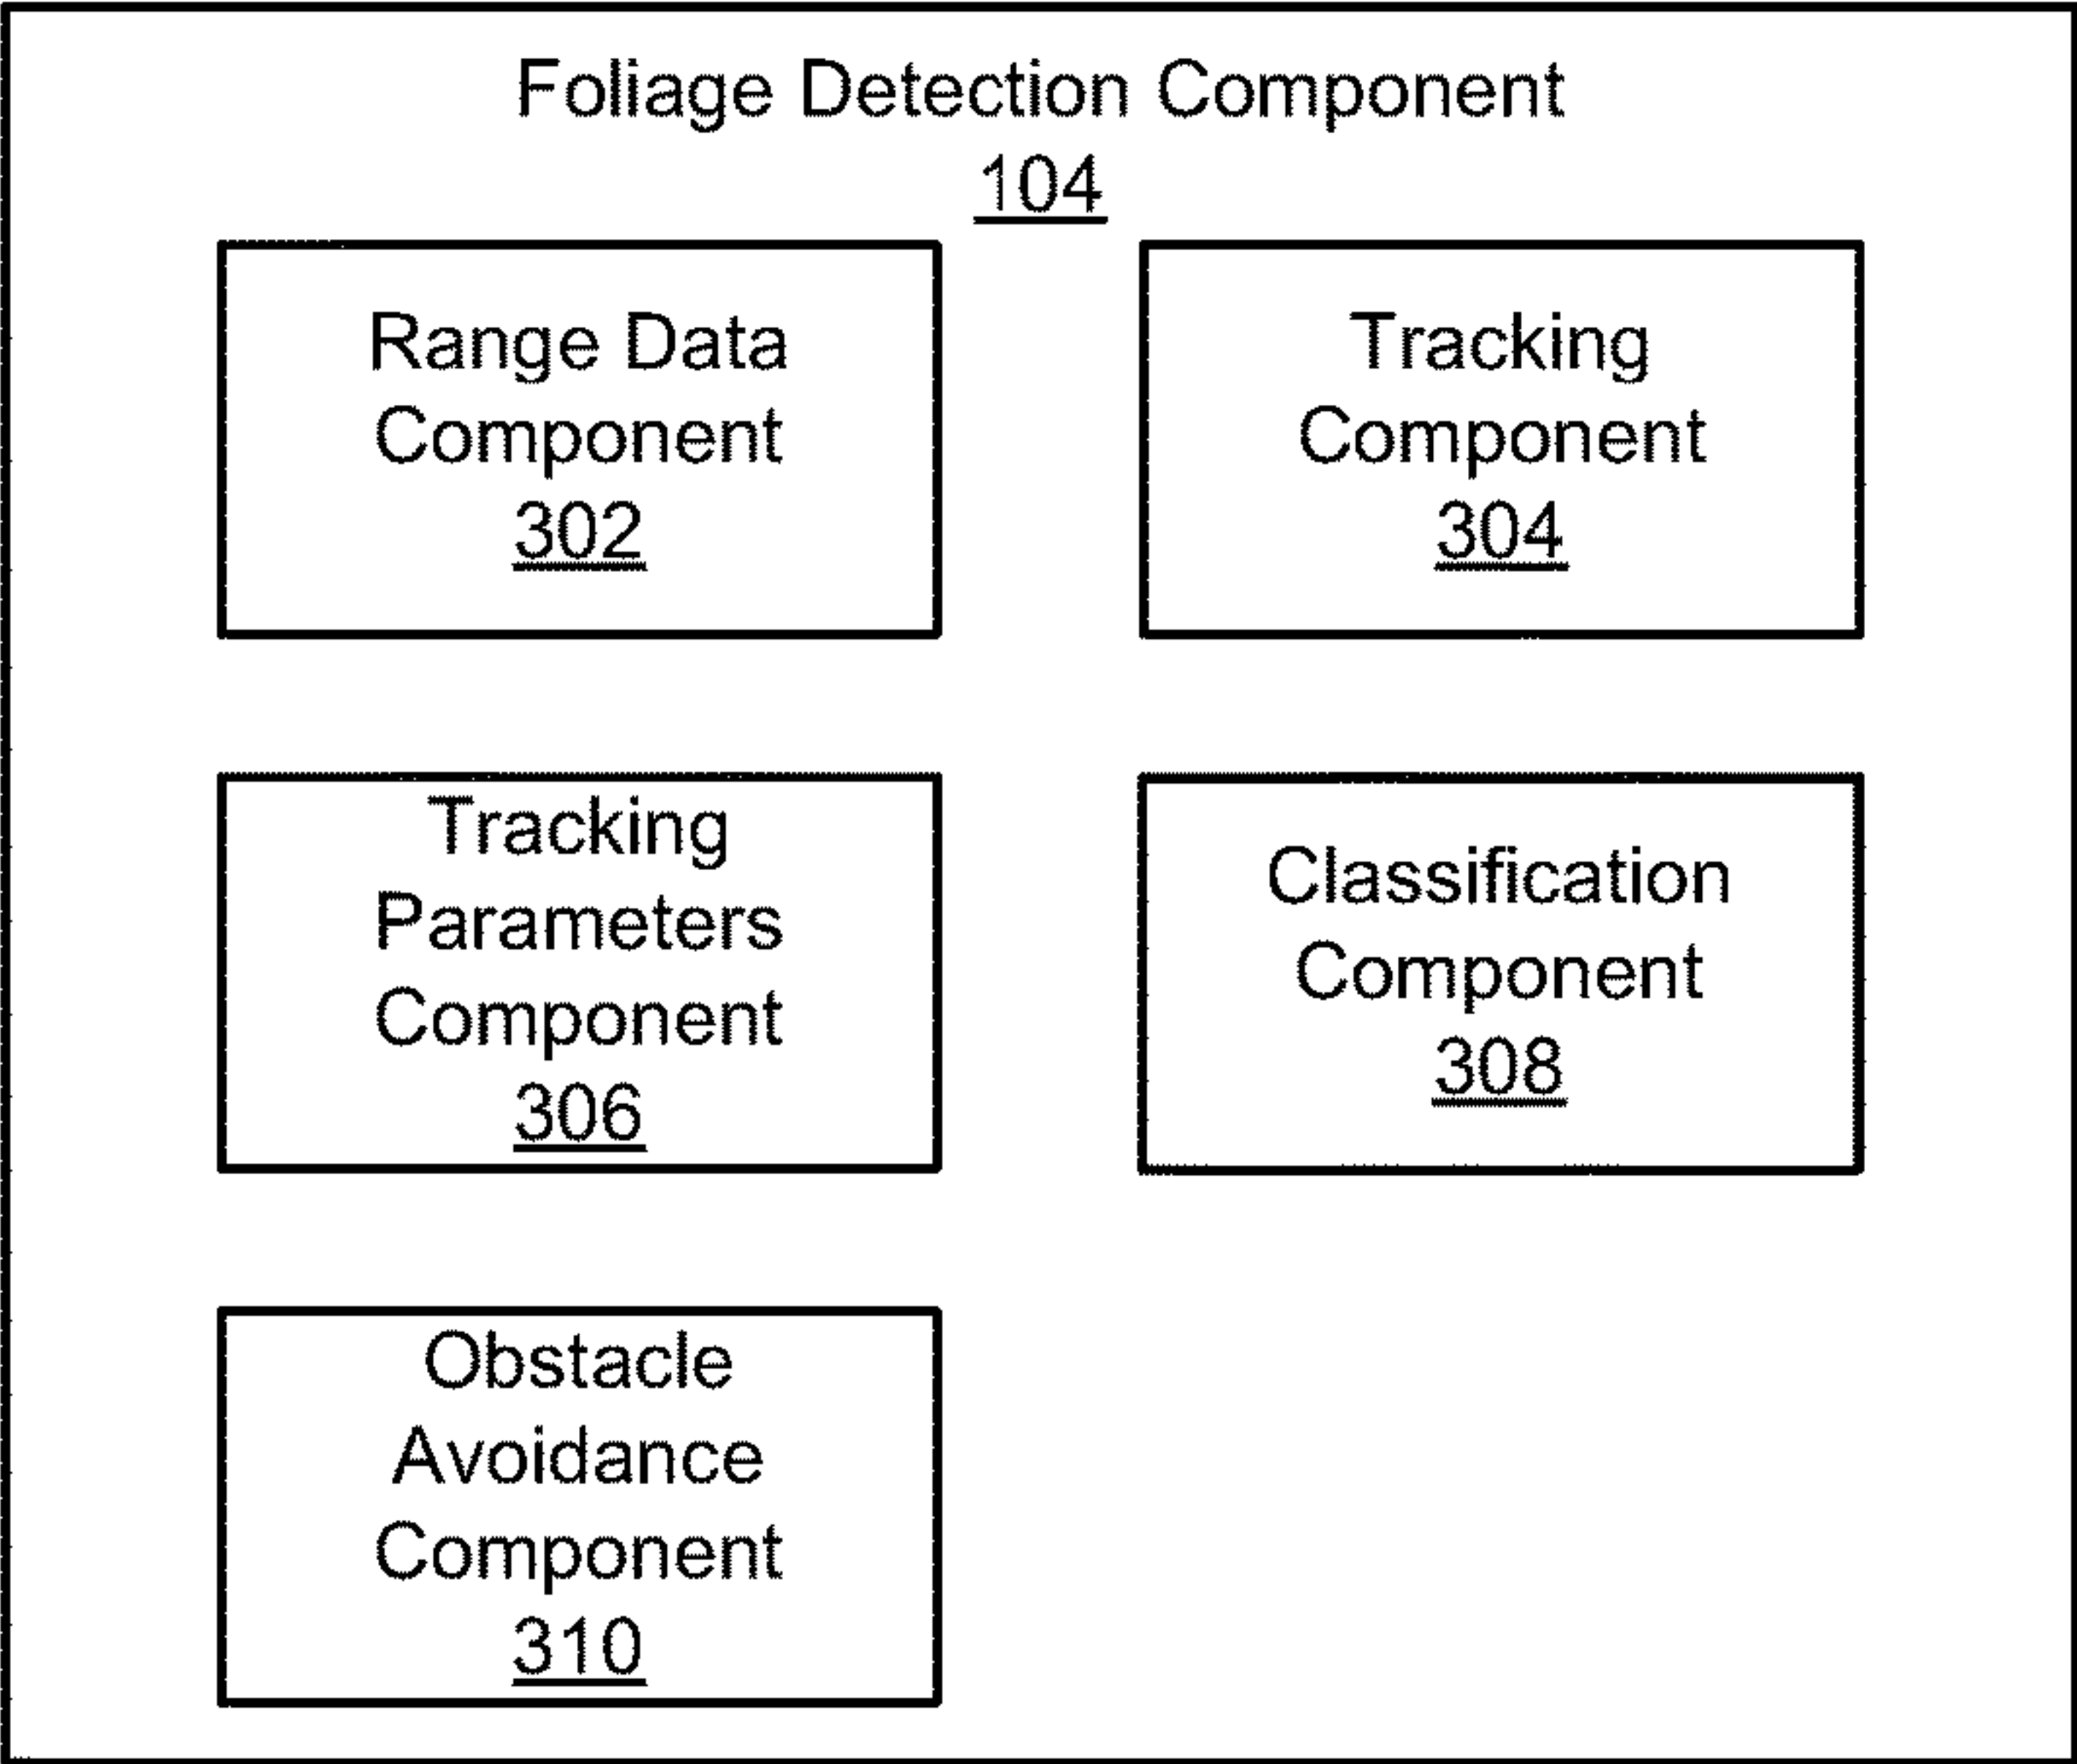 Foliage Detection Component
104
Range Data
Component
302
Tracking
Component
304
Tracking
Parameters
Component
306
Classification
Component
308
Obstacle
Avoidance
Component
310